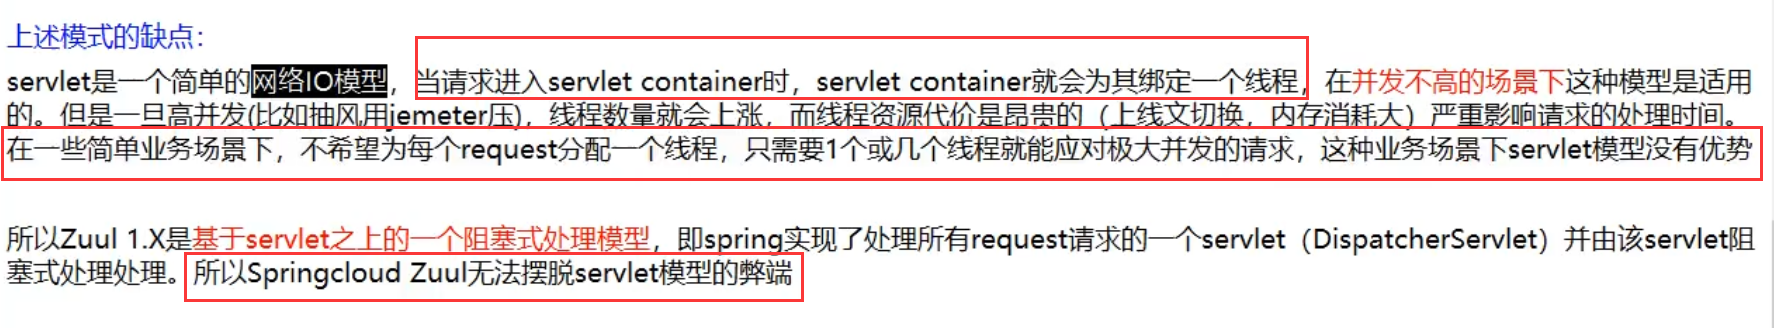 上述模式的缺点：
servlet是一个简单的网络IO模型，当请求进入servlet container时，servlet container就会为其绑定一个线程，在并发不高的场景下这种模型是适用
的。但是一旦高并发(比如抽风用jemeter压)，线程数量就会上涨，而线程资源代价是昂贵的（上线文切换，内存消耗大）严重影响请求的处理时间。
在一些简单业务场景下，不希望为每个request分配一个线程，只需要1个或几个线程就能应对极大并发的请求，这种业务场景下servlet模型没有优势
所以Zuul 1.X是基于servlet之上的一个阻塞式处理模型，即spring实现了处理所有request请求的一个servlet（DispatcherServlet）并由该servlet阻
塞式处理处理。所以Springcloud Zuul无法摆脱servlet模型的弊端